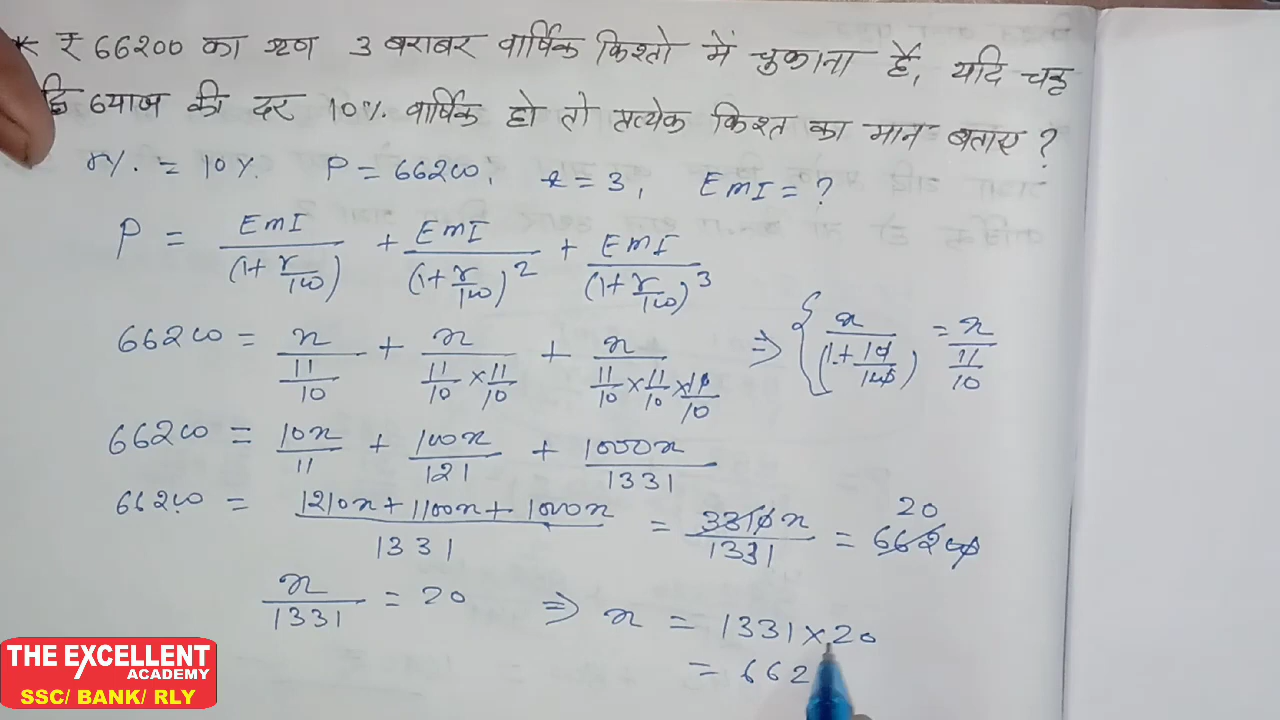 * ₹ 66200 का ऋण 3 बराबर वार्षिक किश्तो में चुकाना हैं, यदि चक्र
द्धि ब्याज की दर 10% वार्षिक हो तो प्रत्येक किश्त का मान बताए ?
r% = 10% P = 66200, t = 3, EMI = ?
P = EMI/(1+r/100) + EMI/(1+r/100)² + EMI/(1+r/100)³
66200 = x/(11/10) + x/(11/10×11/10) + x/(11/10×11/10×11/10) ⇒ { x/(1+10/100) = x/(11/10)
66200 = 10x/11 + 100x/121 + 1000x/1331
66200 = (1210x+1100x+1000x)/1331 = 3310x/1331 = 66200 20
x/1331 = 20 ⇒ x = 1331×20
= 662
THE EXCELLENT
ACADEMY
SSC/ BANK/ RLY